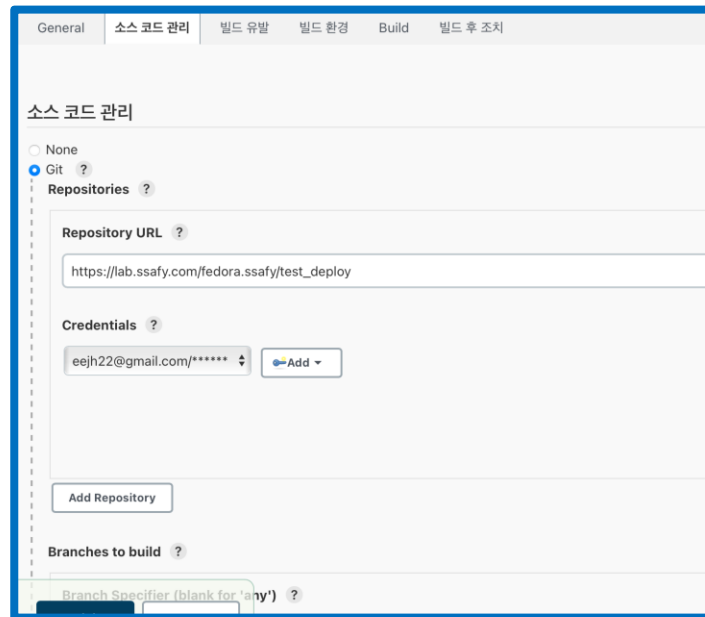 General 소스 코드 관리 빌드 유발 빌드 환경 Build 빌드 후 조치
소스 코드 관리
None
Git ?
Repositories ?
Repository URL ?
https://lab.ssafy.com/fedora.ssafy/test_deploy
Credentials ?
eejh22@gmail.com/****** Add
Add Repository
Branches to build ?
Branch Specifier (blank for 'any') ?